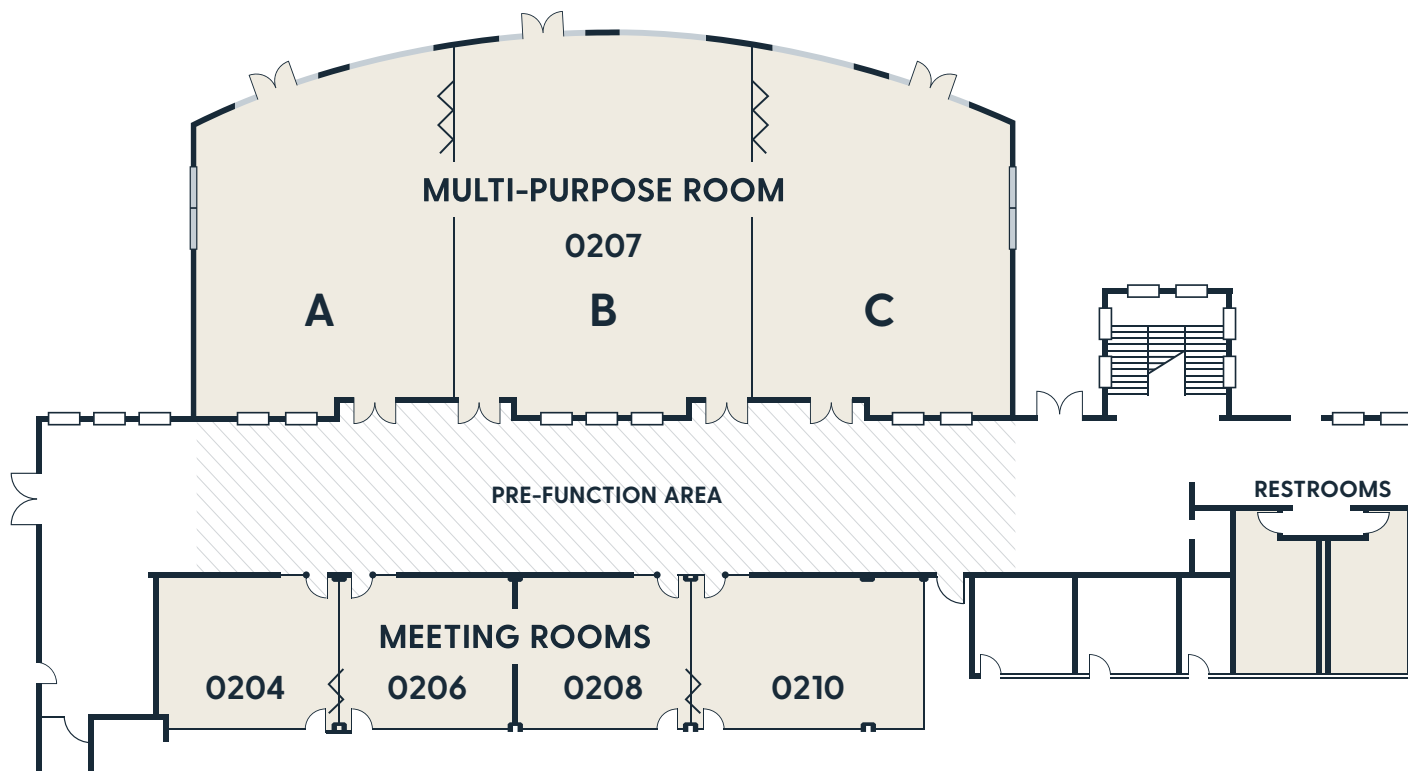 MULTI-PURPOSE ROOM
0207
A B C
PRE-FUNCTION AREA
RESTROOMS
MEETING ROOMS
0204 0206 0208 0210